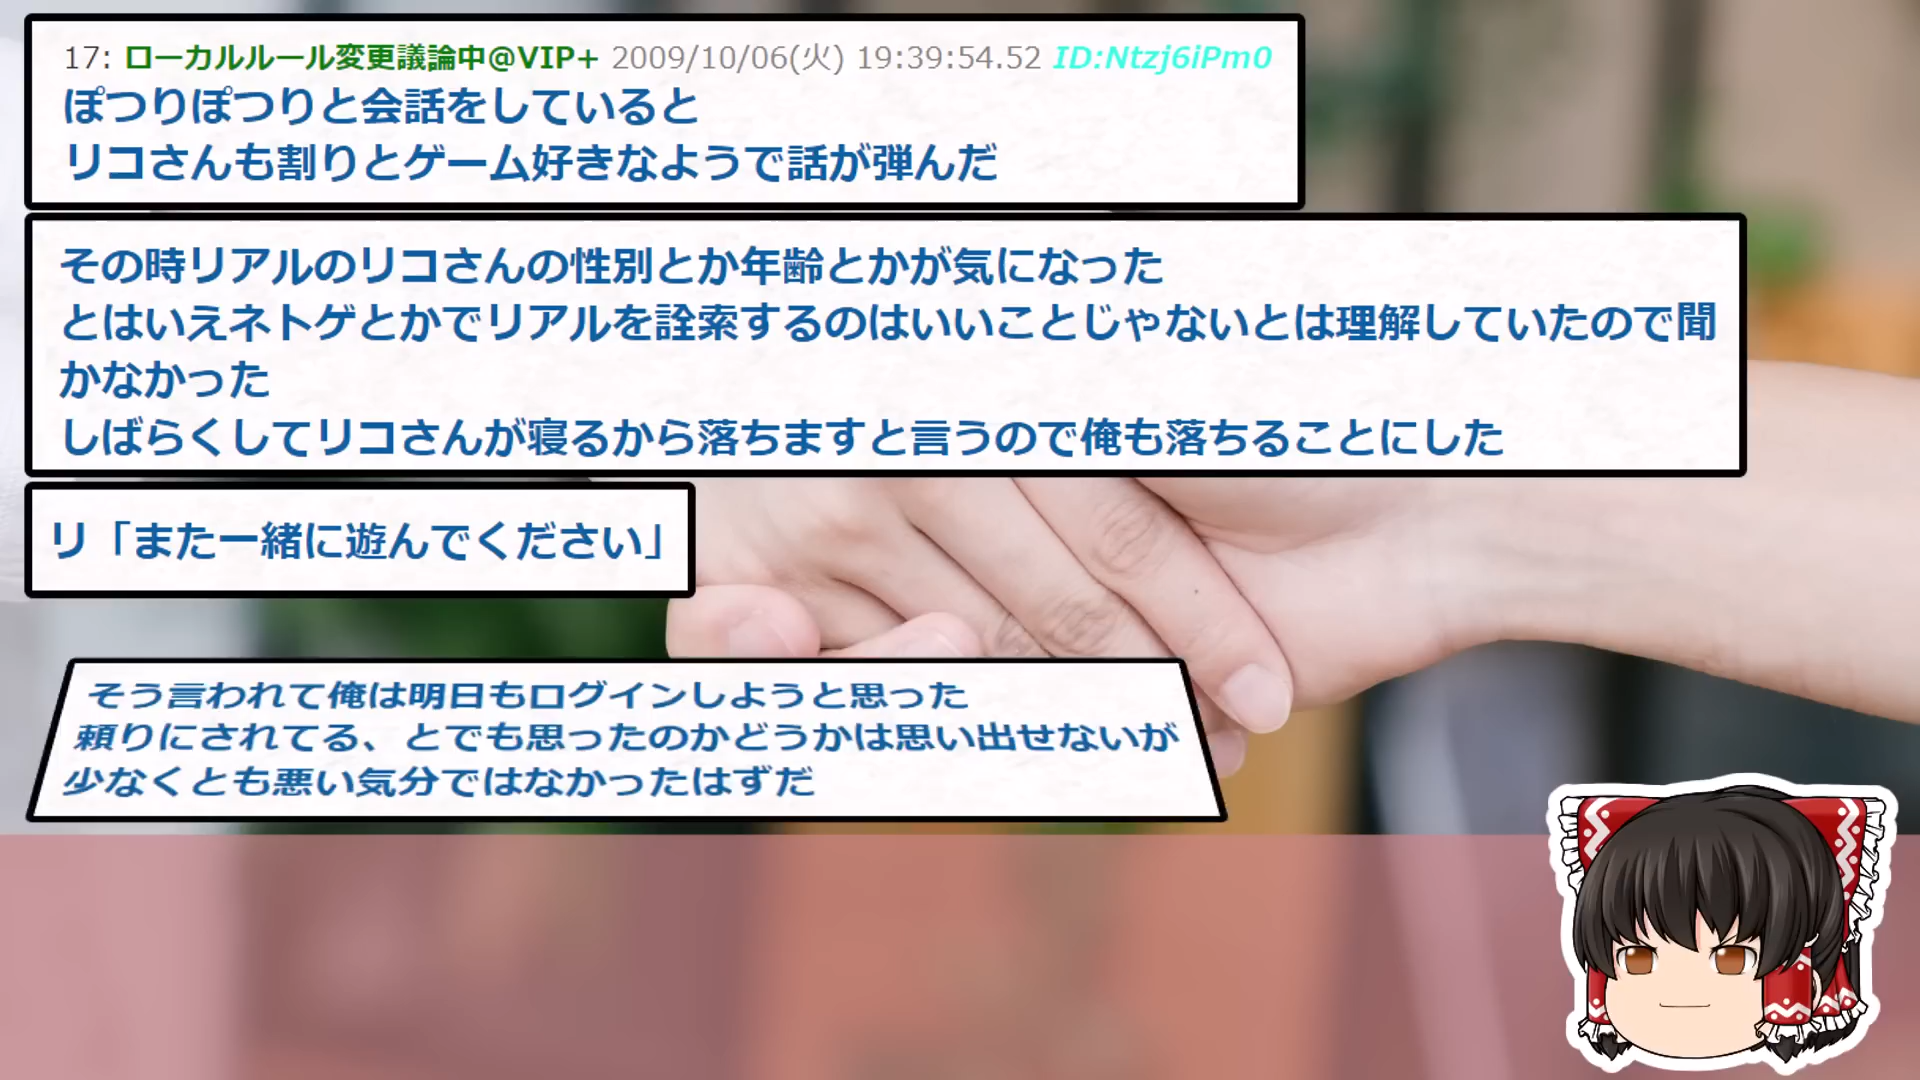 17: ローカルルール変更議論中@VIP+ 2009/10/06(火) 19:39:54.52 ID:Ntzj6iPm0
ぽつりぽつりと会話をしていると
リコさんも割りとゲーム好きなようで話が弾んだ
その時リアルのリコさんの性別とか年齢とかが気になった
とはいえネトゲとかでリアルを詮索するのはいいことじゃないとは理解していたので聞
かなかった
しばらくしてリコさんが寝るから落ちますと言うので俺も落ちることにした
リ「また一緒に遊んでください」
そう言われて俺は明日もログインしようと思った
頼りにされてる、とでも思ったのかどうかは思い出せないが
少なくとも悪い気分ではなかったはずだ